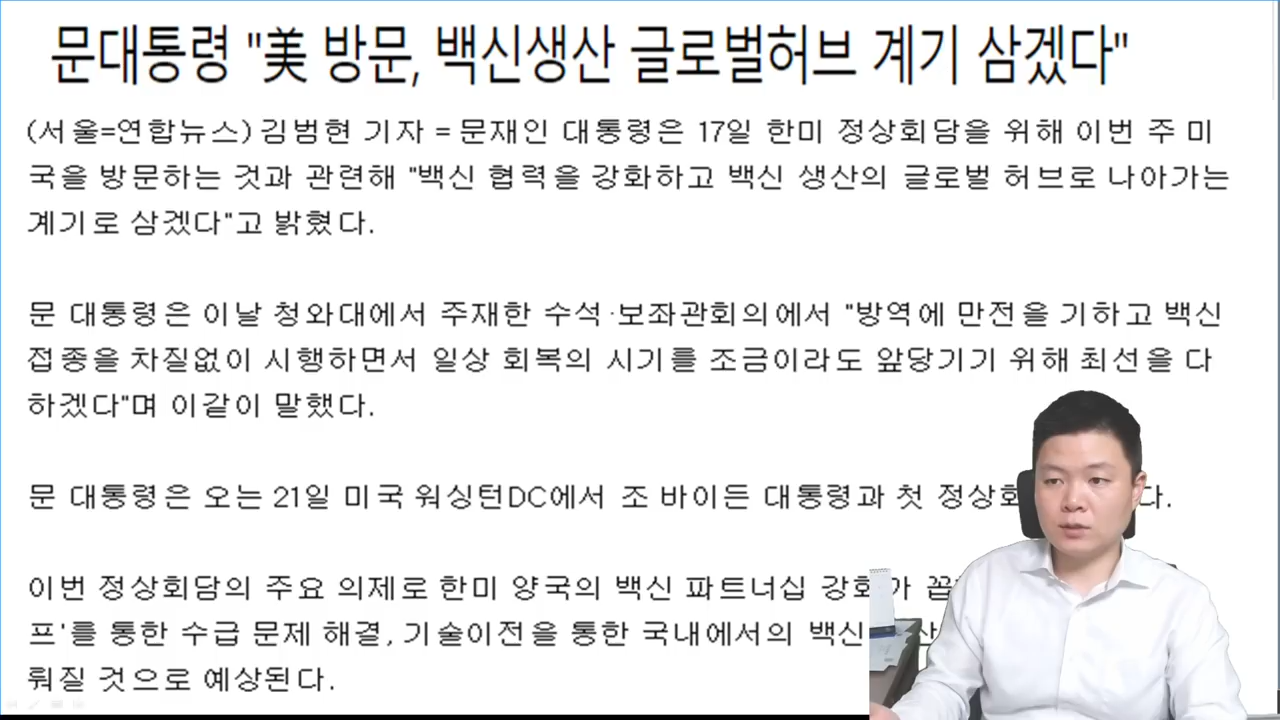 문대통령 "美 방문, 백신생산 글로벌허브 계기 삼겠다"
(서울=연합뉴스) 김범현 기자 = 문재인 대통령은 17일 한미 정상회담을 위해 이번 주 미
국을 방문하는 것과 관련해 "백신 협력을 강화하고 백신 생산의 글로벌 허브로 나아가는
계기로 삼겠다"고 밝혔다.
문 대통령은 이날 청와대에서 주재한 수석·보좌관회의에서 "방역에 만전을 기하고 백신
접종을 차질없이 시행하면서 일상 회복의 시기를 조금이라도 앞당기기 위해 최선을 다
하겠다"며 이같이 말했다.
문 대통령은 오는 21일 미국 워싱턴DC에서 조 바이든 대통령과 첫 다.
이번 정상회담의 주요 의제로 한미 양국의 백신 파트너십
프'를 통한 수급 문제 해결, 기술이전을 통한 국내에서의 백신
뤄질 것으로 예상된다.